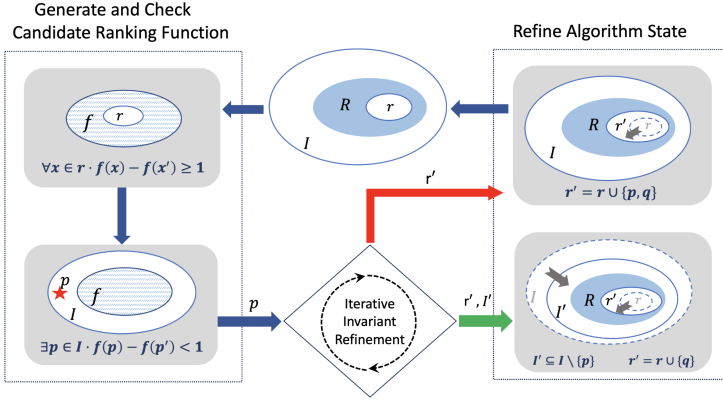 Generate and Check
Candidate Ranking Function
Refine Algorithm State
f
r
∀x ∈ r · f(x) − f(x′) ≥ 1
R
r
I
R
r′
r
I
r′ = r ∪ {p, q}
r′
p
I
f
∃p ∈ I · f(p) − f(p′) < 1
p
Iterative
Invariant
Refinement
r′ , I′
I
I′
R
r′
r
I′ ⊆ I \ {p}
r′ = r ∪ {q}